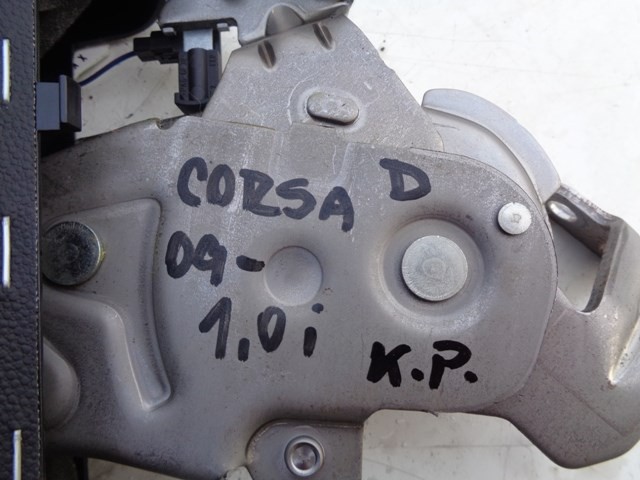 CORSA D
09-
1,0i
K.P.